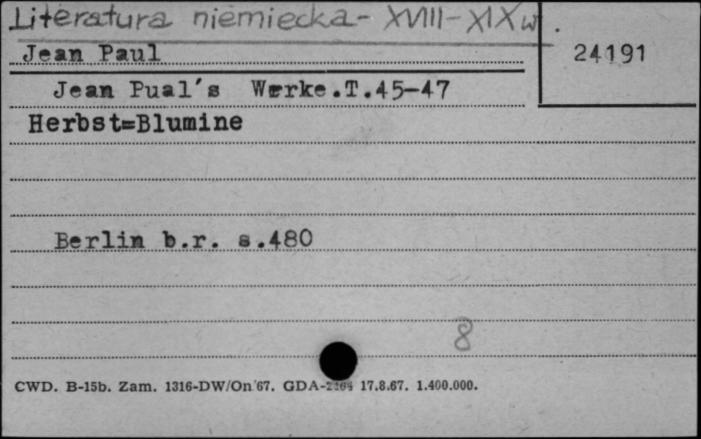 Literatura niemiecka - XVIII-XIX w.
Jean Paul
24191
Jean Pual's Werke.T.45-47
Herbst=Blumine
Berlin b.r. s.480
8
CWD. B-15b. Zam. 1316-DW/On'67. GDA- 17.8.67. 1.400.000.